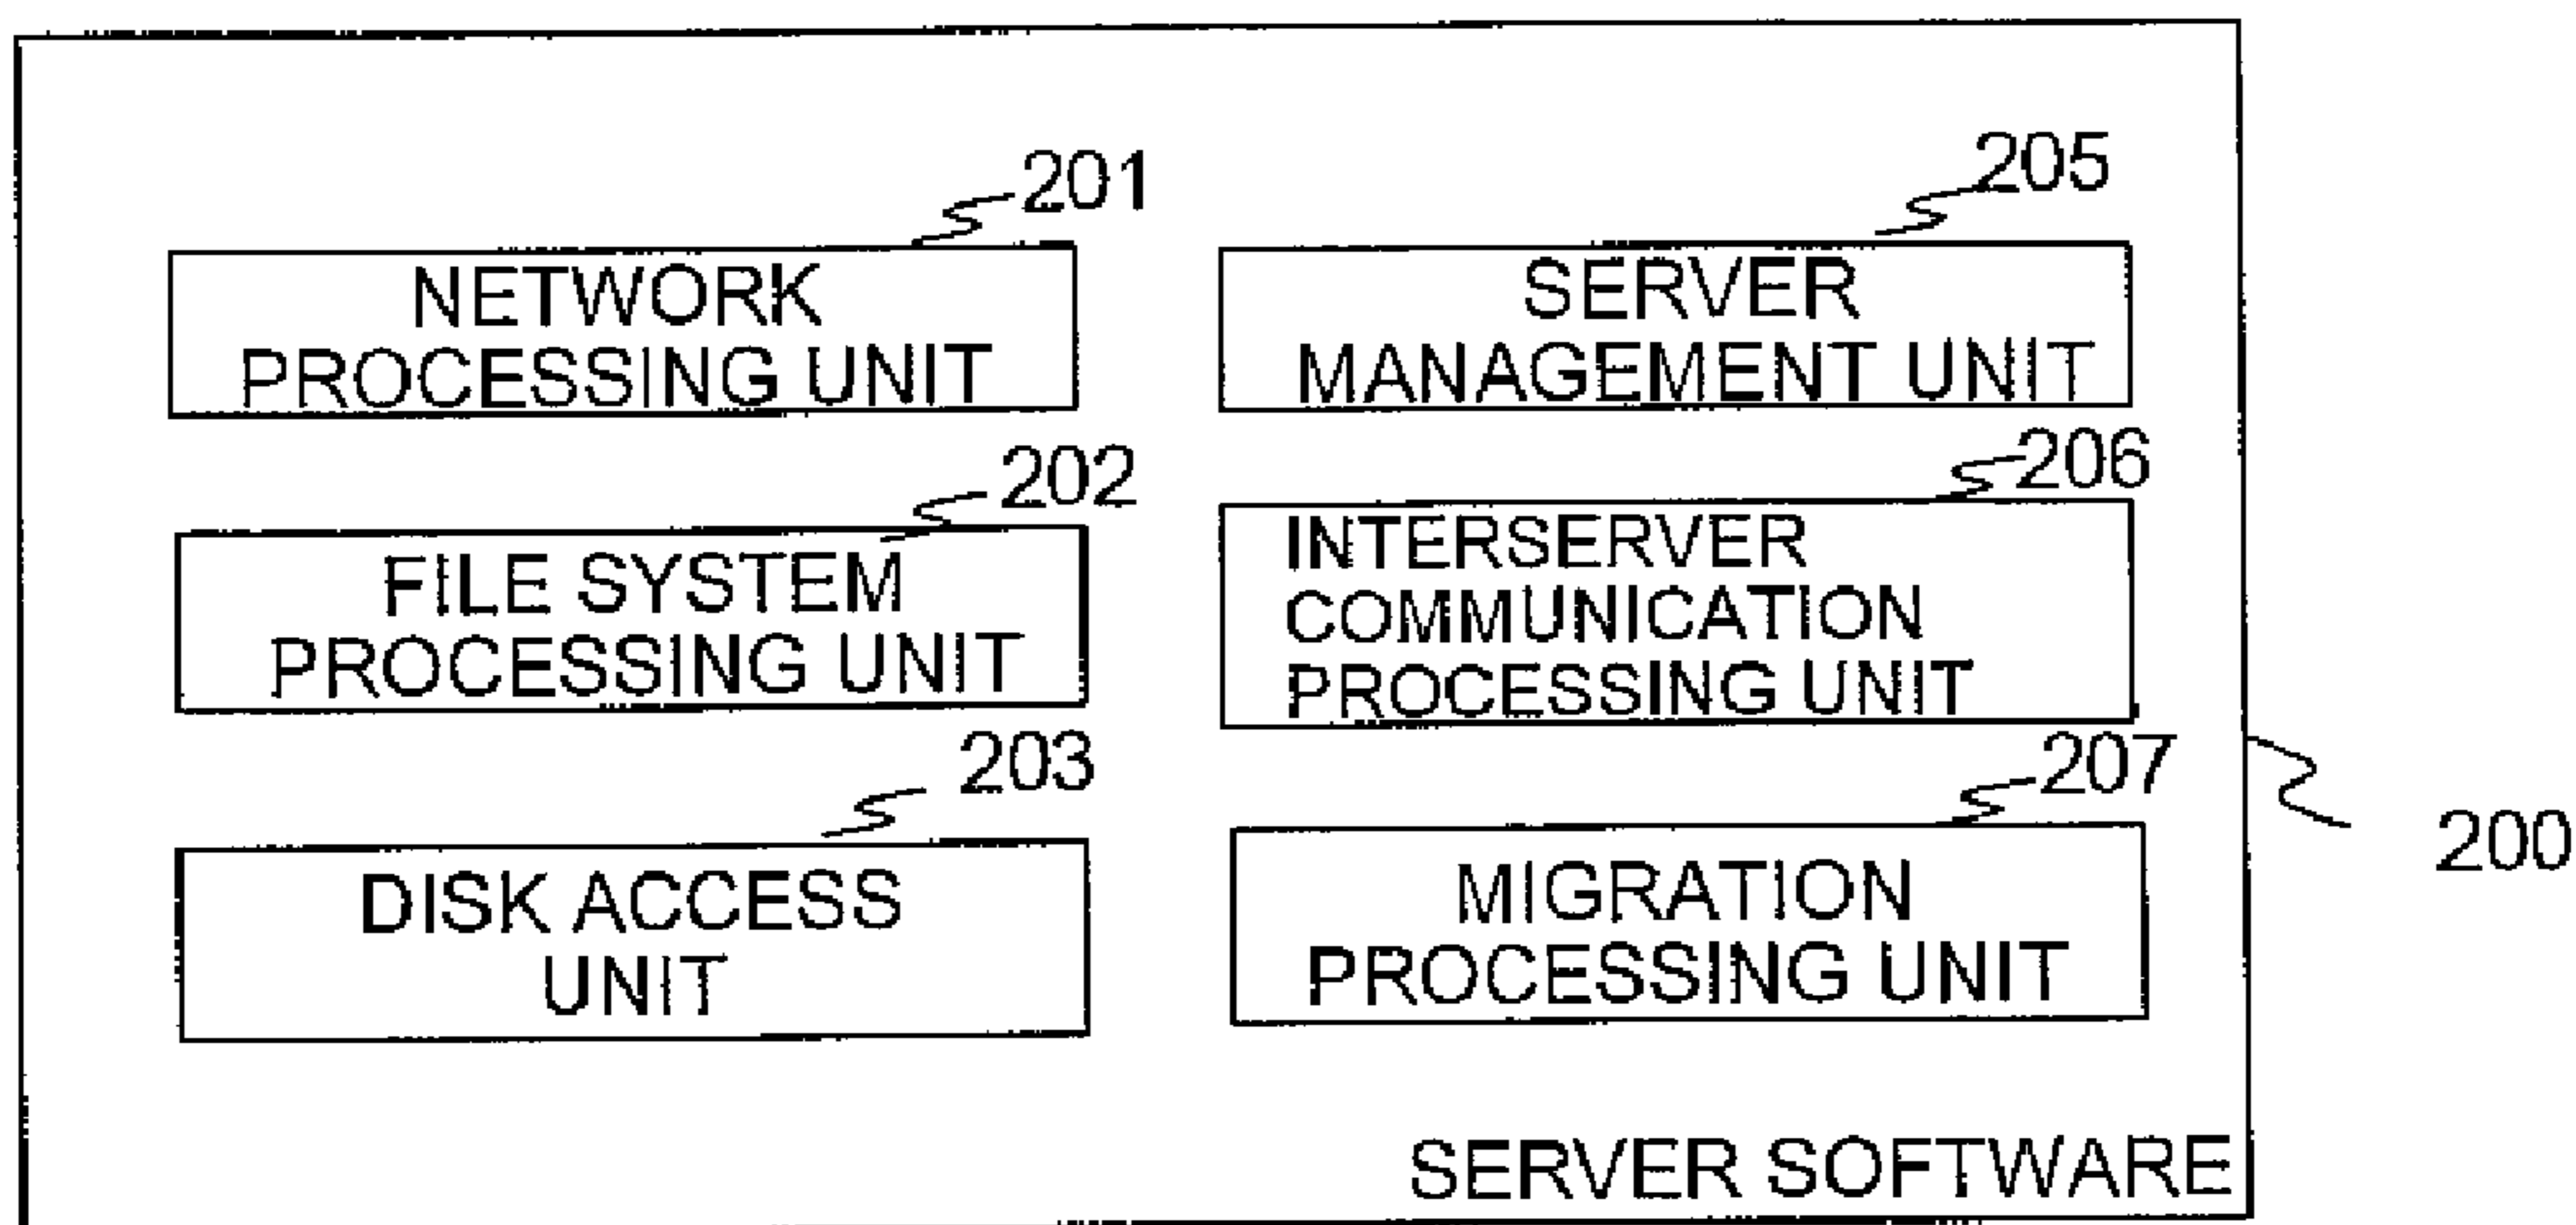 201
NETWORK
PROCESSING UNIT
202
FILE SYSTEM
PROCESSING UNIT
203
DISK ACCESS
UNIT
205
SERVER
MANAGEMENT UNIT
206
INTERSERVER
COMMUNICATION
PROCESSING UNIT
207
MIGRATION
PROCESSING UNIT
200
SERVER SOFTWARE